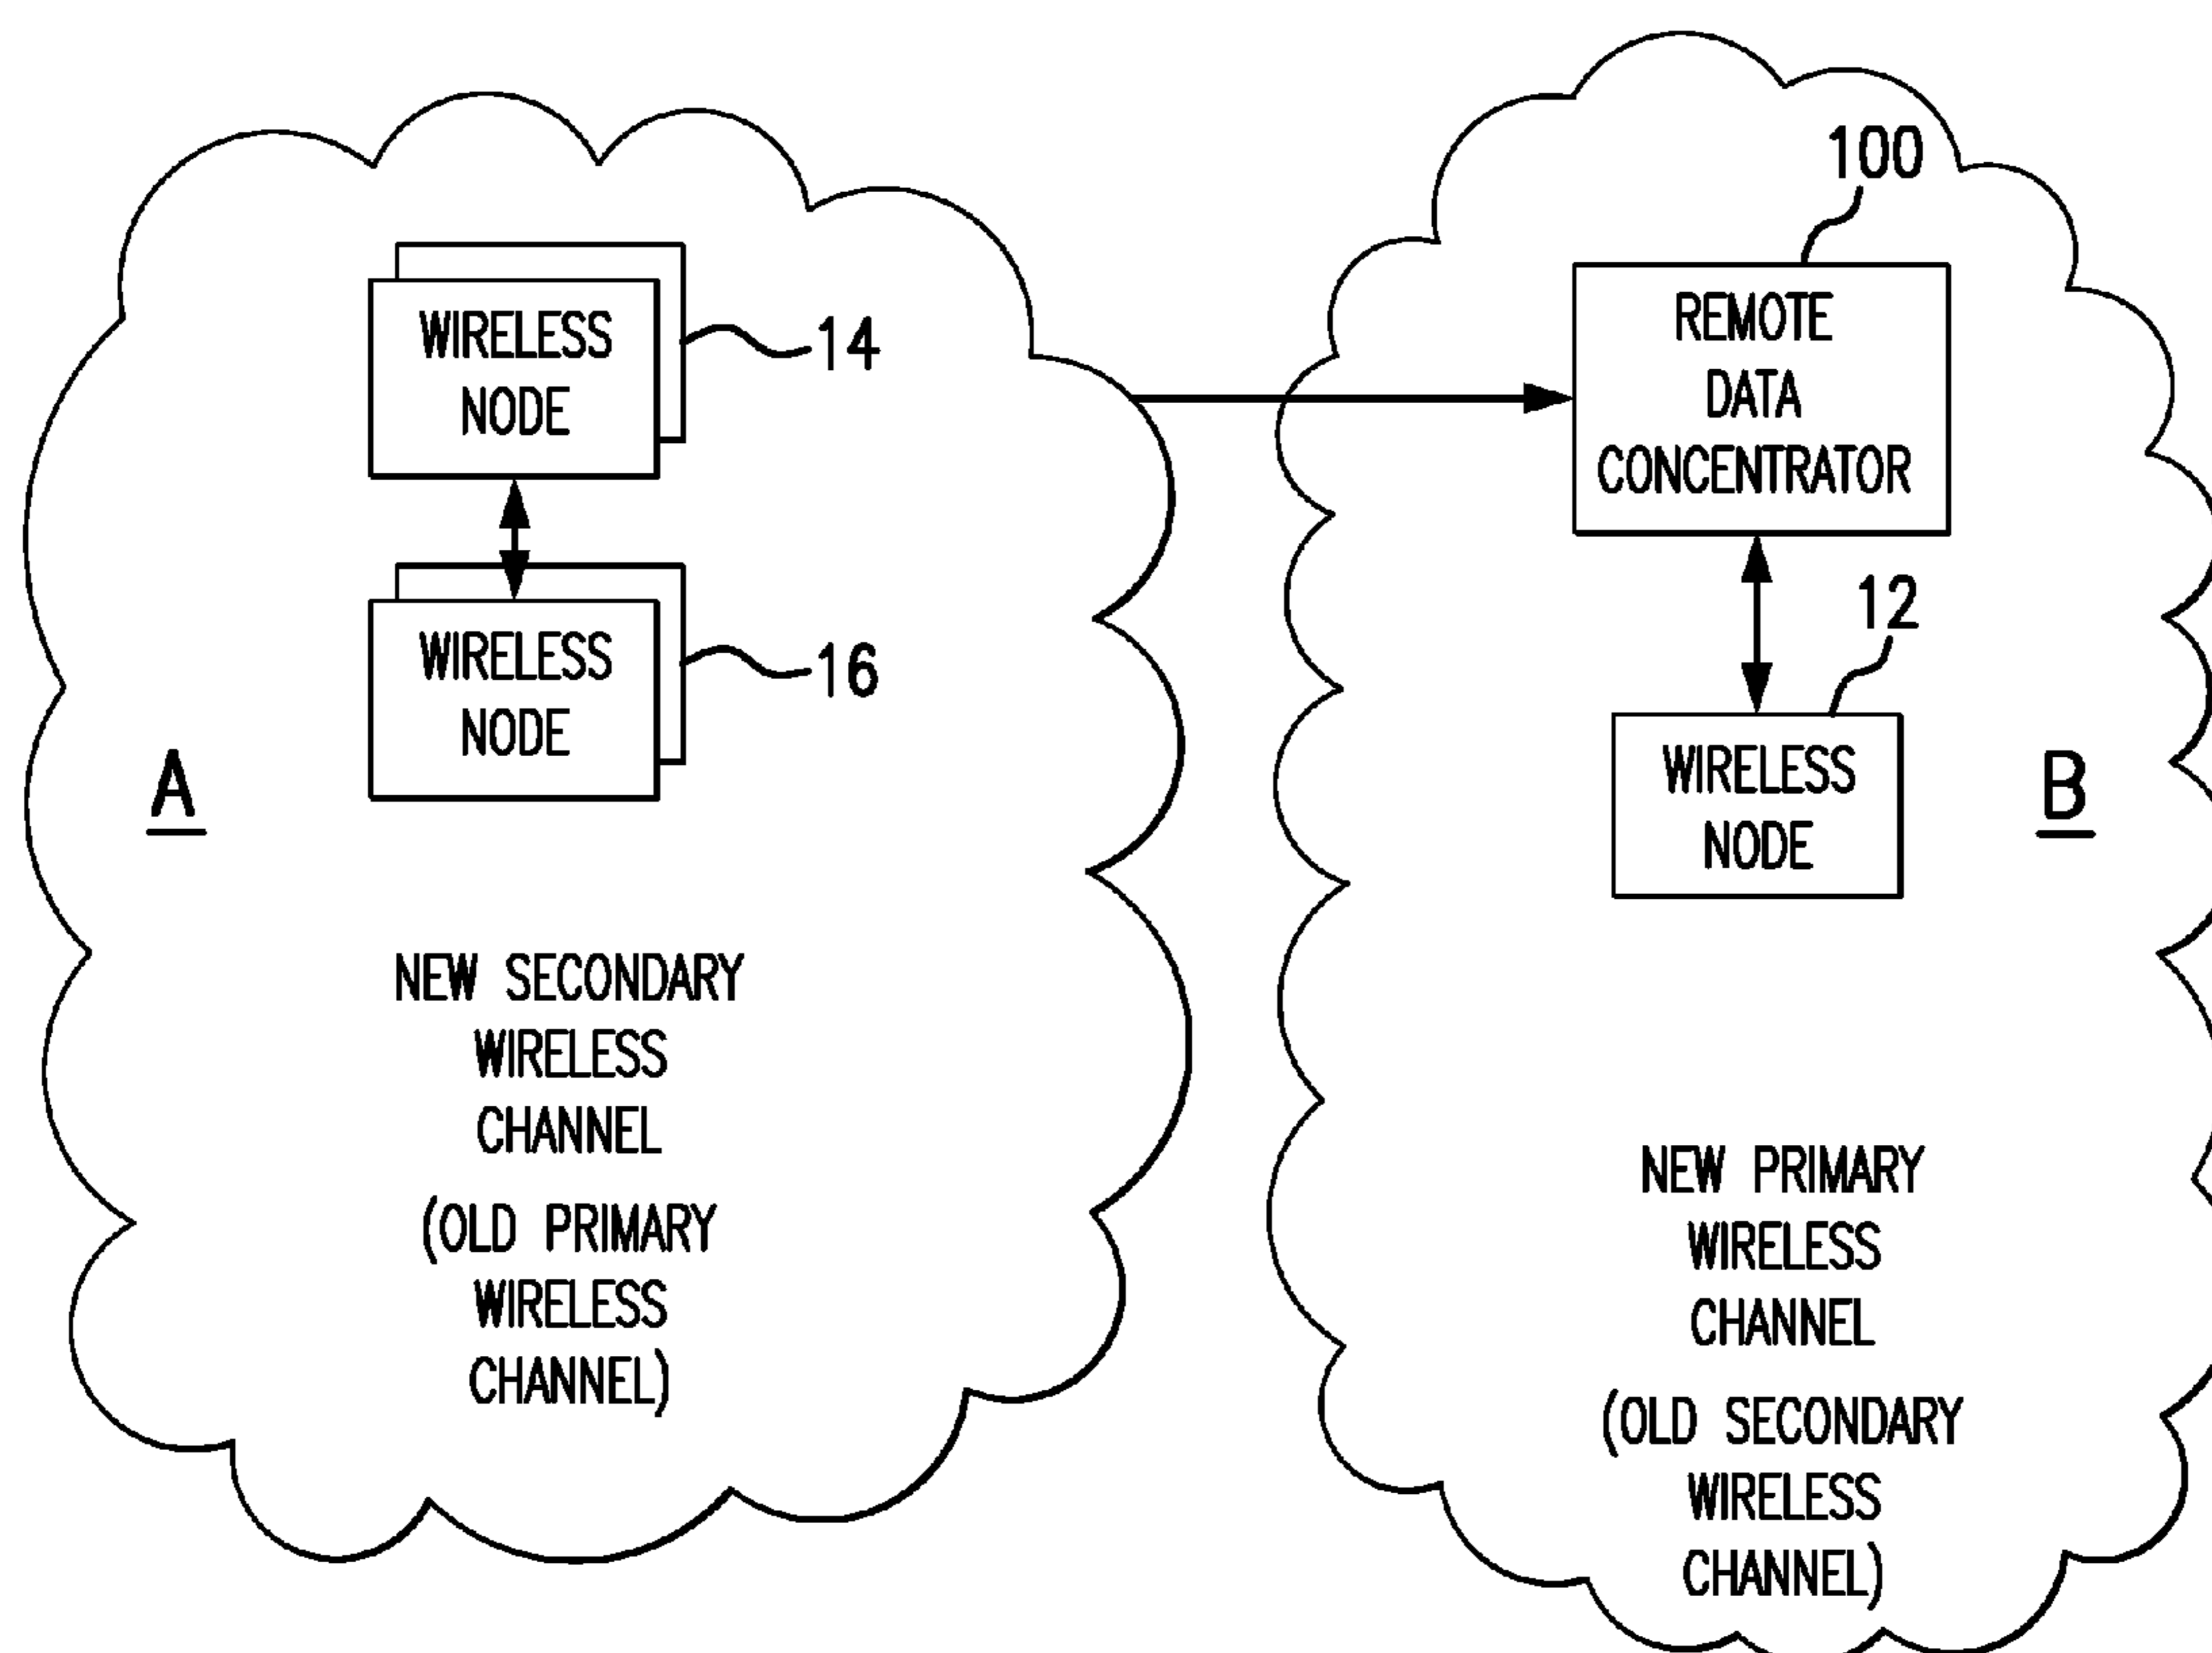 WIRELESS
NODE
14
WIRELESS
NODE
16
A
NEW SECONDARY
WIRELESS
CHANNEL
(OLD PRIMARY
WIRELESS
CHANNEL)
100
REMOTE
DATA
CONCENTRATOR
12
WIRELESS
NODE
B
NEW PRIMARY
WIRELESS
CHANNEL
(OLD SECONDARY
WIRELESS
CHANNEL)